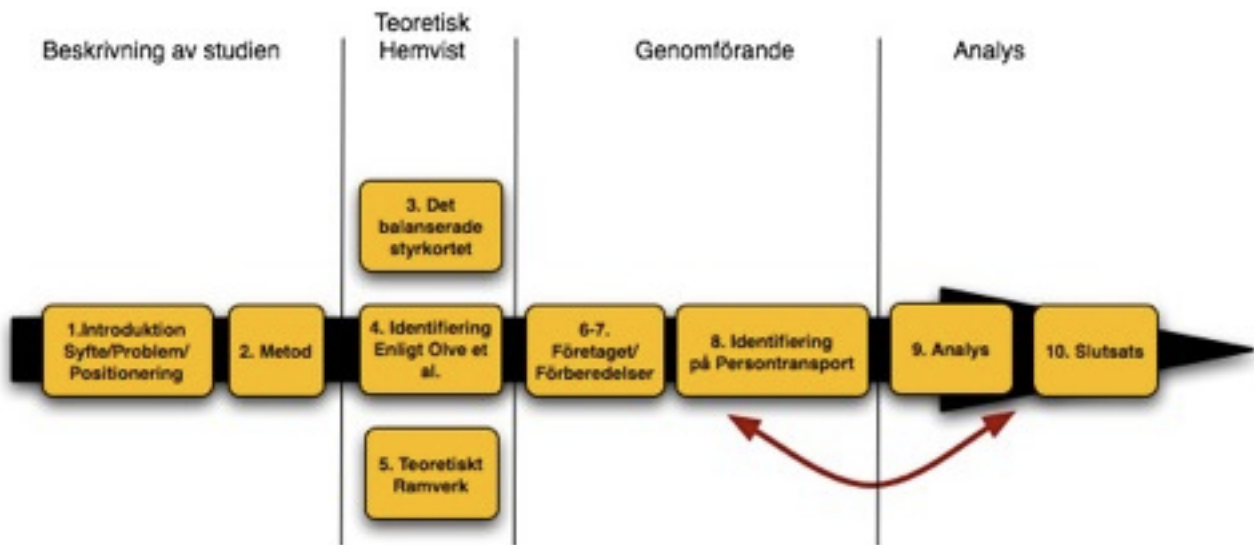 Beskrivning av studien
Teoretisk
Hemvist
Genomförande
Analys
3. Det
balanserade
styrkortet
1.Introduktion
Syfte/Problem/
Positionering
2. Metod
4. Identifiering
Enligt Olve et
al.
6-7.
Företaget/
Förberedelser
8. Identifiering
på Persontransport
9. Analys
10. Slutsats
5. Teoretiskt
Ramverk